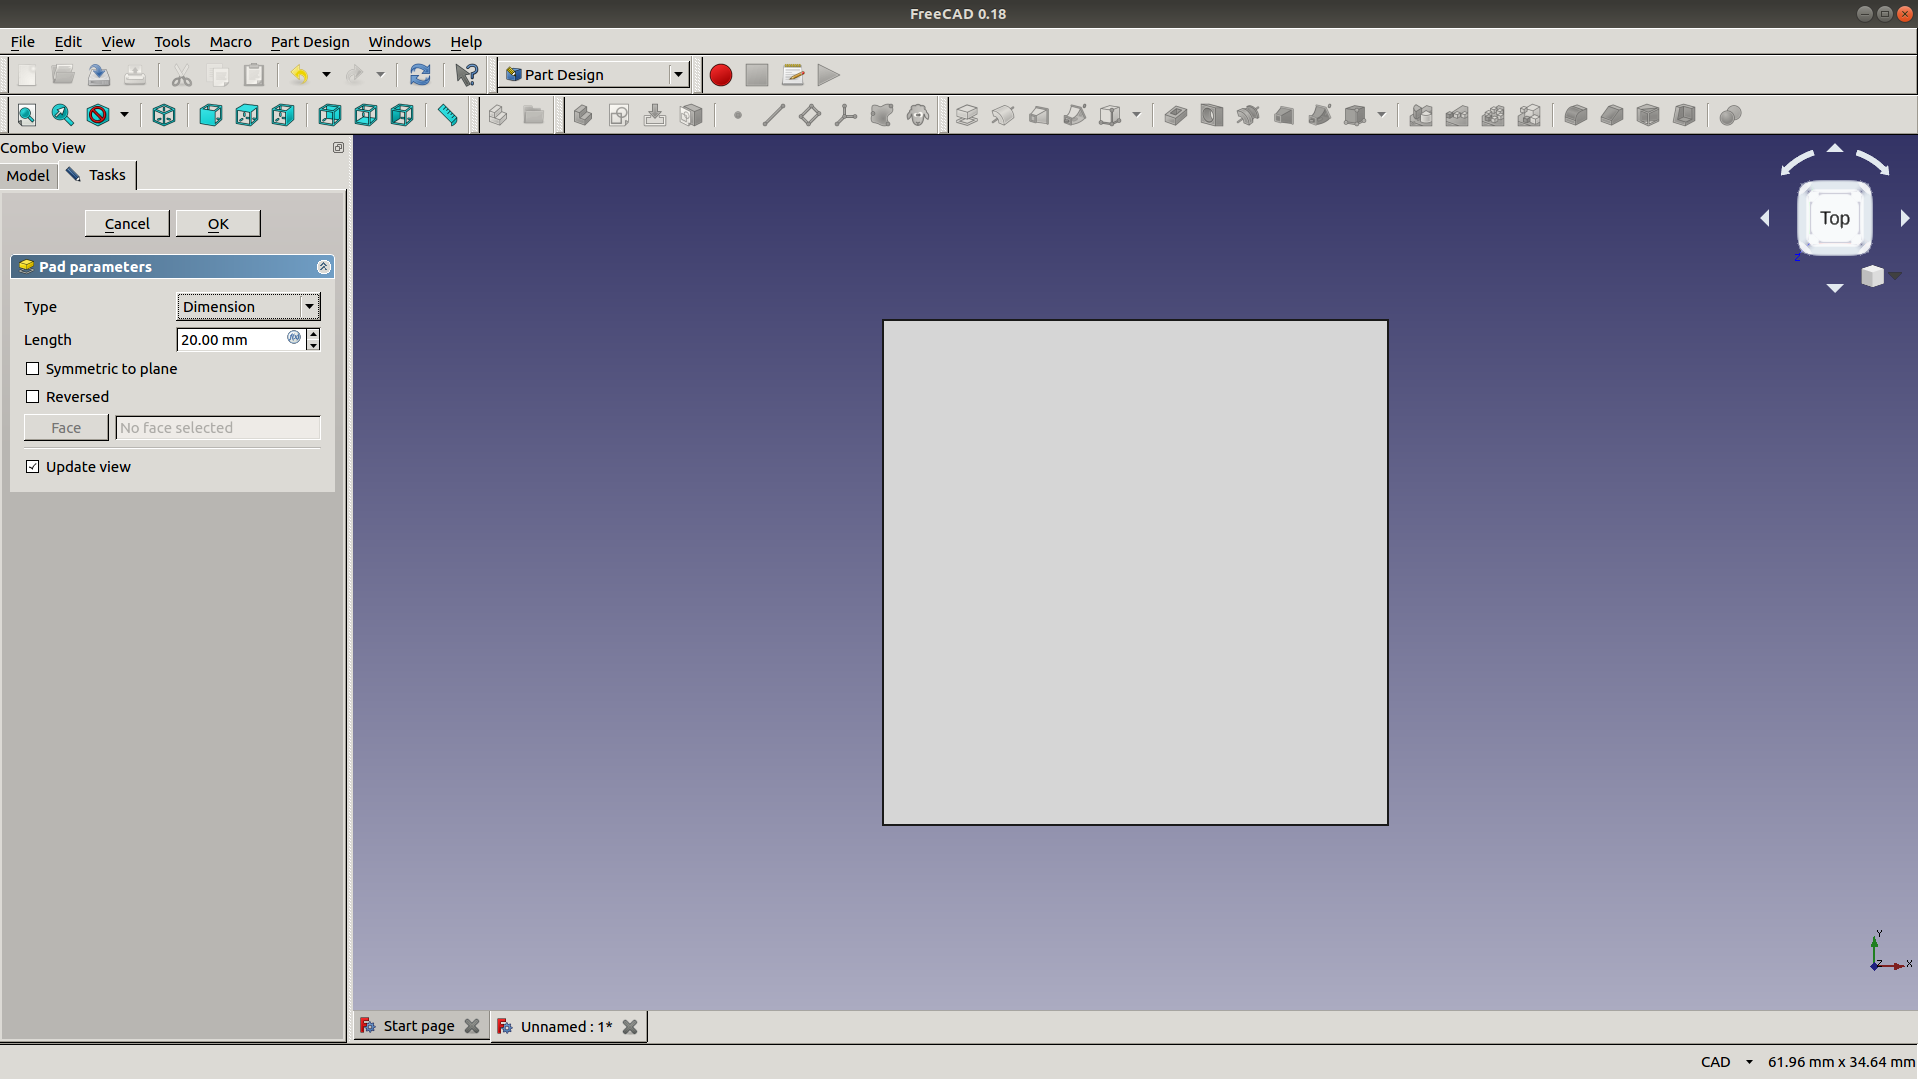 FreeCAD 0.18
File Edit View Tools Macro Part Design Windows Help
Part Design
Combo View
Model Tasks
Cancel OK
Pad parameters
Type Dimension
Length 20.00 mm f(x)
Symmetric to plane
Reversed
Face No face selected
Update view
Top
Z
Y
Z X
Start page Unnamed : 1*
CAD 61.96 mm x 34.64 mm